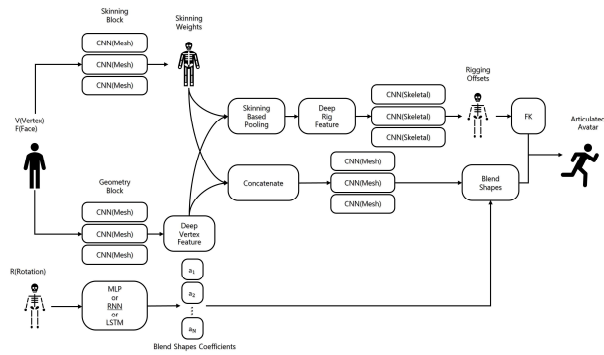 Skinning
Block
CNN(Mesh)
CNN(Mesh)
CNN(Mesh)
Skinning
Weights
V(Vertex)
F(Face)
Skinning
Based
Pooling
Deep
Rig
Feature
CNN(Skeletal)
CNN(Skeletal)
CNN(Skeletal)
Rigging
Offsets
FK
Articulated
Avatar
Geometry
Block
CNN(Mesh)
CNN(Mesh)
CNN(Mesh)
Deep
Vertex
Feature
Concatenate
CNN(Mesh)
CNN(Mesh)
CNN(Mesh)
Blend
Shapes
R(Rotation)
MLP
or
RNN
or
LSTM
a1
a2
⋮
aN
Blend Shapes Coefficients